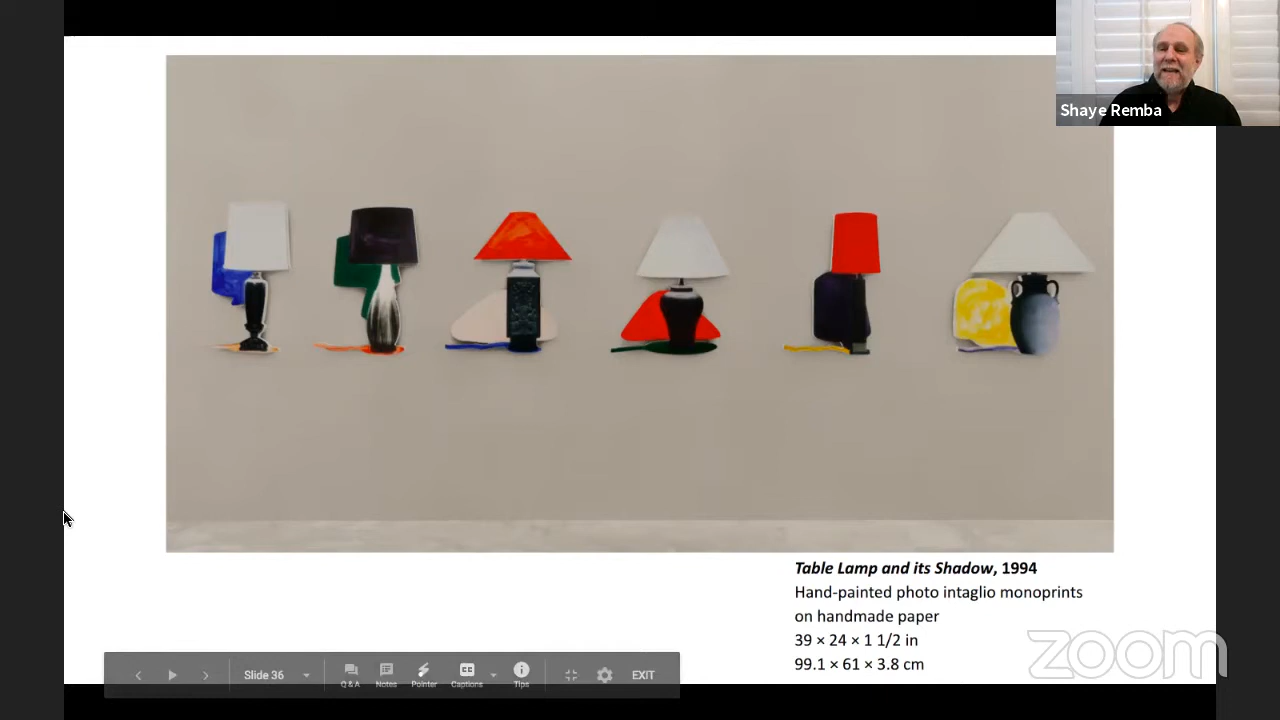 Shaye Remba
Table Lamp and its Shadow, 1994
Hand-painted photo intaglio monoprints
on handmade paper
39 × 24 × 1 1/2 in
99.1 × 61 × 3.8 cm
zoom
Slide 36
Q & A
Notes
Pointer
Captions
Tips
EXIT